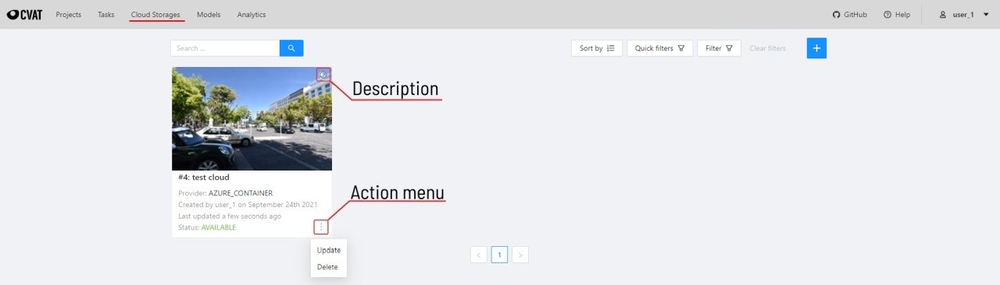 CVAT Projects Tasks Cloud Storages Models Analytics GitHub Help user_1
Search ... Sort by Quick filters Filter Clear filters +
Description
#4: test cloud
Provider: AZURE_CONTAINER
Created by user_1 on September 24th 2021
Last updated a few seconds ago
Status: AVAILABLE
Action menu
Update
Delete
< 1 >